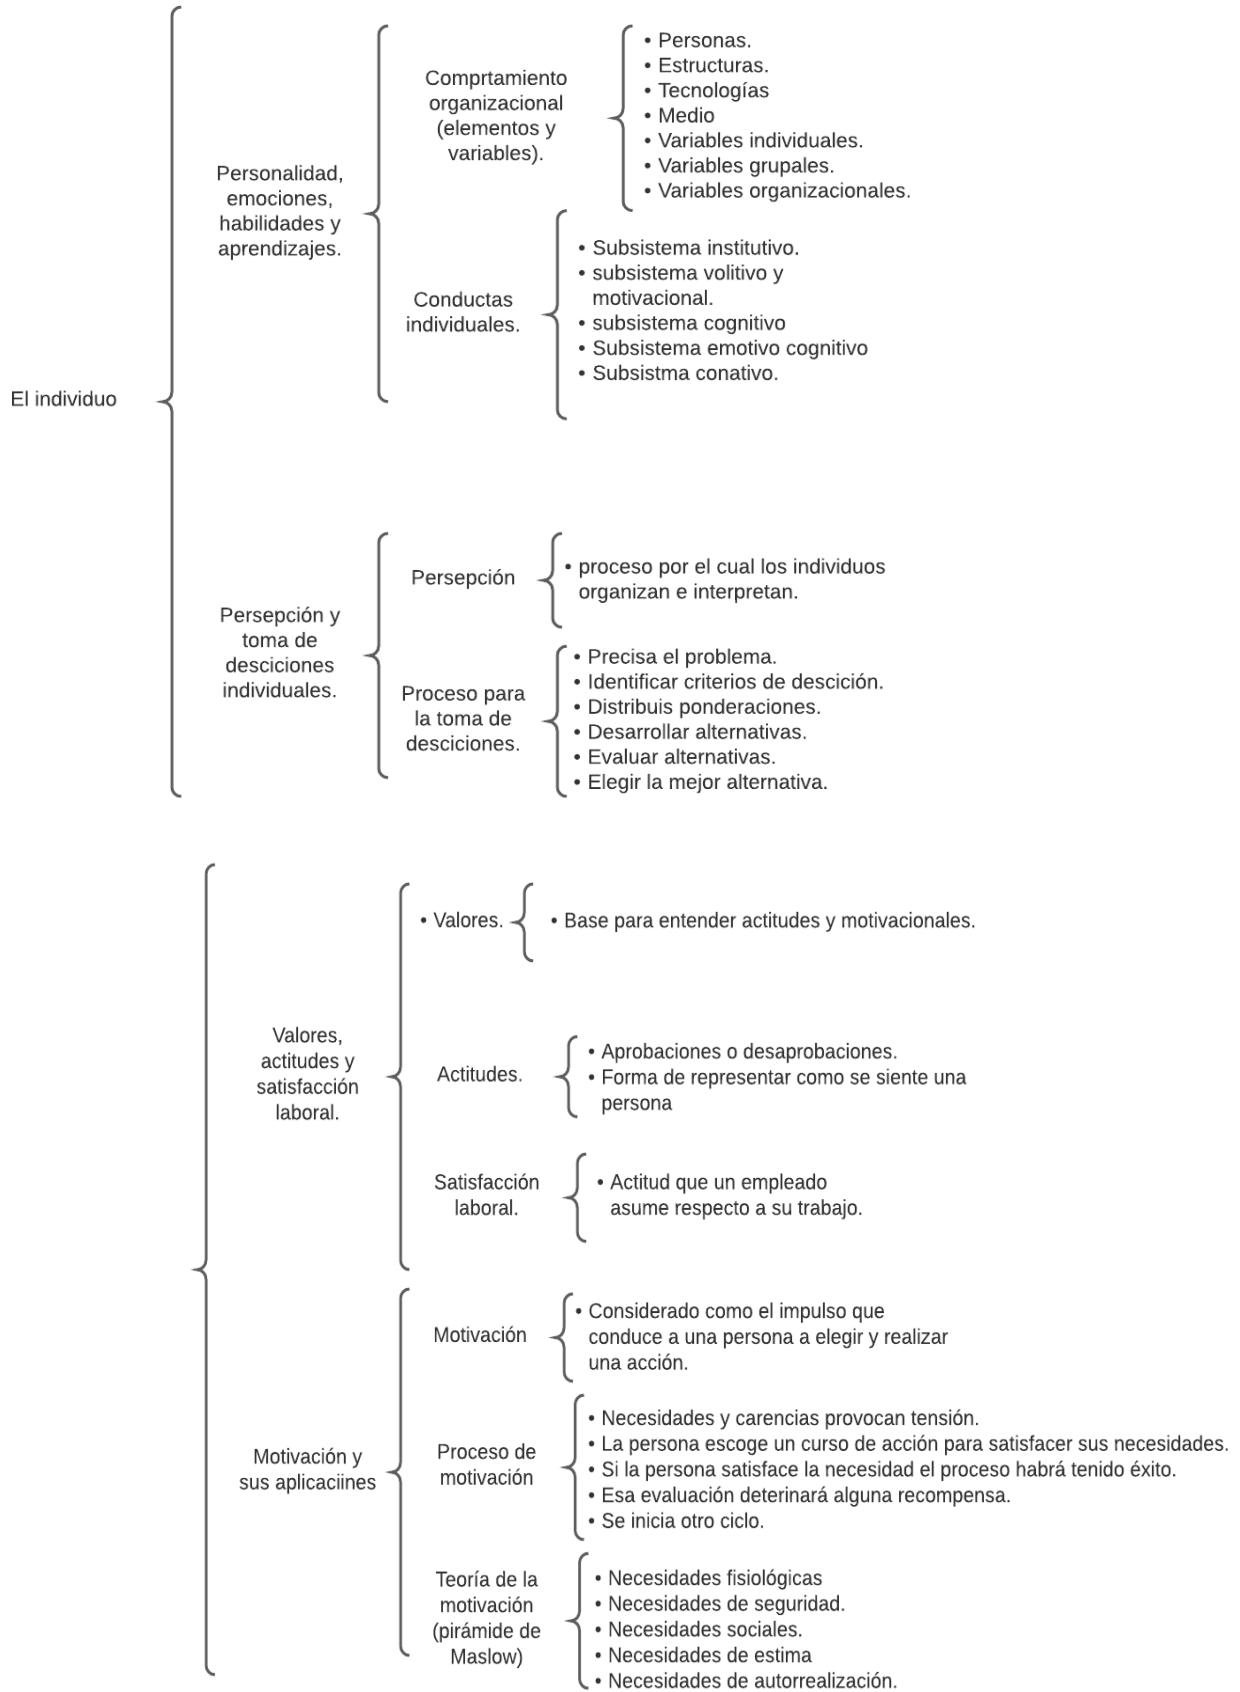 El individuo
Personalidad,
emociones,
habilidades y
aprendizajes.
Comprtamiento
organizacional
(elementos y
variables).
• Personas.
• Estructuras.
• Tecnologías
• Medio
• Variables individuales.
• Variables grupales.
• Variables organizacionales.
Conductas
individuales.
• Subsistema institutivo.
• subsistema volitivo y
motivacional.
• subsistema cognitivo
• Subsistema emotivo cognitivo
• Subsistma conativo.
Persepción y
toma de
desciciones
individuales.
Persepción
• proceso por el cual los individuos
organizan e interpretan.
Proceso para
la toma de
desciciones.
• Precisa el problema.
• Identificar criterios de descición.
• Distribuis ponderaciones.
• Desarrollar alternativas.
• Evaluar alternativas.
• Elegir la mejor alternativa.
Valores,
actitudes y
satisfacción
laboral.
• Valores.
• Base para entender actitudes y motivacionales.
Actitudes.
• Aprobaciones o desaprobaciones.
• Forma de representar como se siente una
persona
Satisfacción
laboral.
• Actitud que un empleado
asume respecto a su trabajo.
Motivación y
sus aplicaciines
Motivación
• Considerado como el impulso que
conduce a una persona a elegir y realizar
una acción.
Proceso de
motivación
• Necesidades y carencias provocan tensión.
• La persona escoge un curso de acción para satisfacer sus necesidades.
• Si la persona satisface la necesidad el proceso habrá tenido éxito.
• Esa evaluación deterinará alguna recompensa.
• Se inicia otro ciclo.
Teoría de la
motivación
(pirámide de
Maslow)
• Necesidades fisiológicas
• Necesidades de seguridad.
• Necesidades sociales.
• Necesidades de estima
• Necesidades de autorrealización.